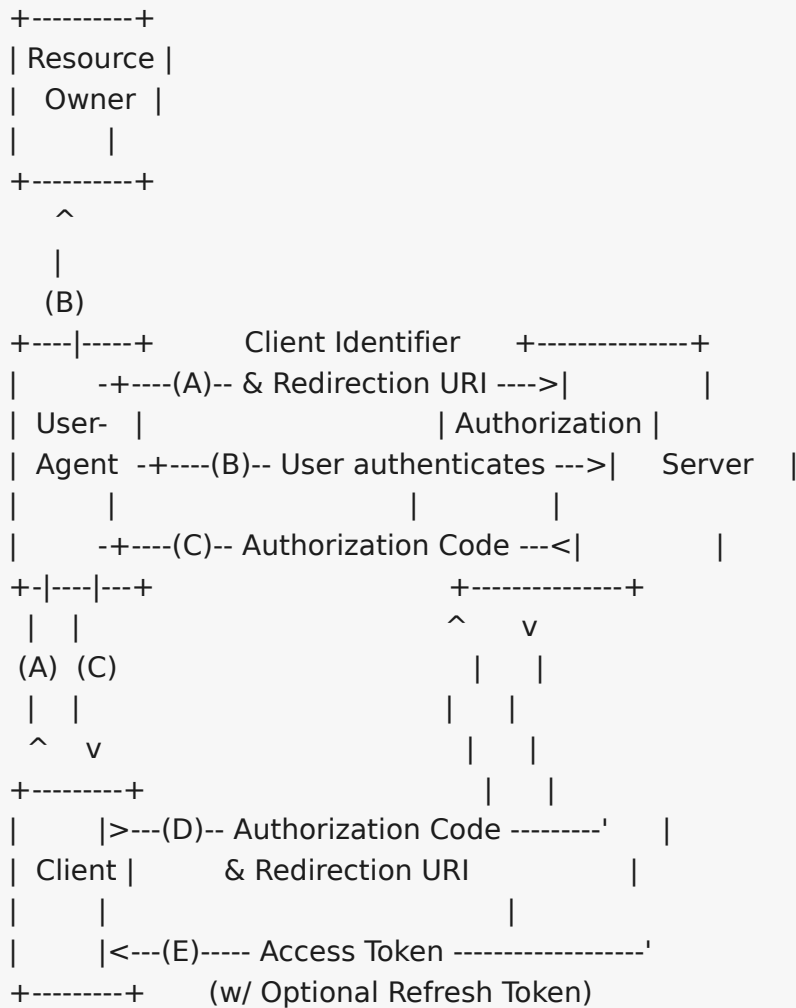 +----------+
| Resource |
|   Owner  |
|          |
+----------+
     ^
     |
    (B)
+----|-----+          Client Identifier      +---------------+
|         -+----(A)-- & Redirection URI ---->|               |
|  User-   |                                 | Authorization |
|  Agent  -+----(B)-- User authenticates --->|     Server    |
|          |                                 |               |
|         -+----(C)-- Authorization Code ---<|               |
+-|----|---+                                 +---------------+
  |    |                                         ^      v
 (A)  (C)                                        |      |
  |    |                                         |      |
  ^    v                                         |      |
+---------+                                      |      |
|         |>---(D)-- Authorization Code ---------'      |
|  Client |          & Redirection URI                  |
|         |                                             |
|         |<---(E)----- Access Token -------------------'
+---------+       (w/ Optional Refresh Token)